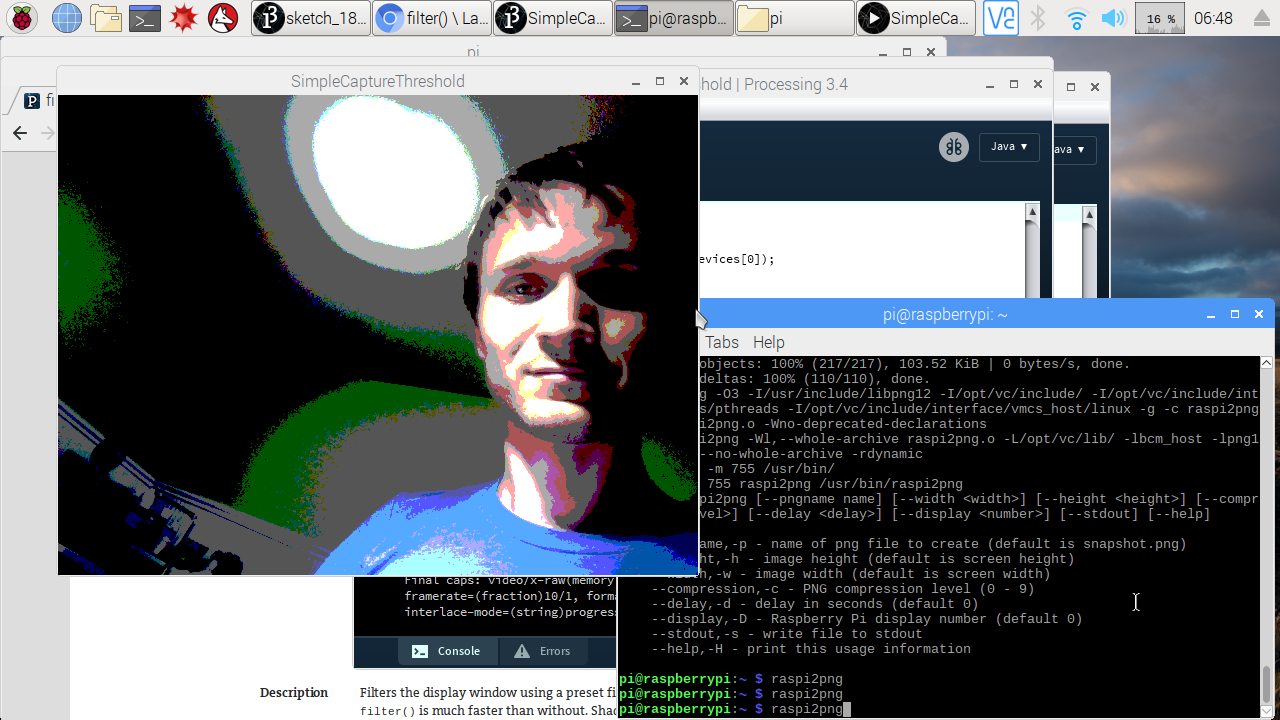 sketch_18...
filter() \ La...
SimpleCa...
pi@raspb...
pi
SimpleCa...
16 %
06:48
pi
SimpleCaptureThreshold
hold | Processing 3.4
fi
Java ▼
ava ▼
evices[0]);
pi@raspberrypi: ~
Tabs Help
objects: 100% (217/217), 103.52 KiB | 0 bytes/s, done.
deltas: 100% (110/110), done.
g -O3 -I/usr/include/libpng12 -I/opt/vc/include/ -I/opt/vc/include/int
s/pthreads -I/opt/vc/include/interface/vmcs_host/linux -g -c raspi2png
i2png.o -Wno-deprecated-declarations
i2png -Wl,--whole-archive raspi2png.o -L/opt/vc/lib/ -lbcm_host -lpng1
--no-whole-archive -rdynamic
-m 755 /usr/bin/
755 raspi2png /usr/bin/raspi2png
pi2png [--pngname name] [--width <width>] [--height <height>] [--compr
vel>] [--delay <delay>] [--display <number>] [--stdout] [--help]
ame,-p - name of png file to create (default is snapshot.png)
ht,-h - image height (default is screen height)
width,-w - image width (default is screen width)
--compression,-c - PNG compression level (0 - 9)
--delay,-d - delay in seconds (default 0)
--display,-D - Raspberry Pi display number (default 0)
--stdout,-s - write file to stdout
--help,-H - print this usage information
pi@raspberrypi:~ $ raspi2png
pi@raspberrypi:~ $ raspi2png
pi@raspberrypi:~ $ raspi2png
Final caps: video/x-raw(memory
framerate=(fraction)10/1, forma
interlace-mode=(string)progres
Console
Errors
Description
Filters the display window using a preset fi
filter() is much faster than without. Shad